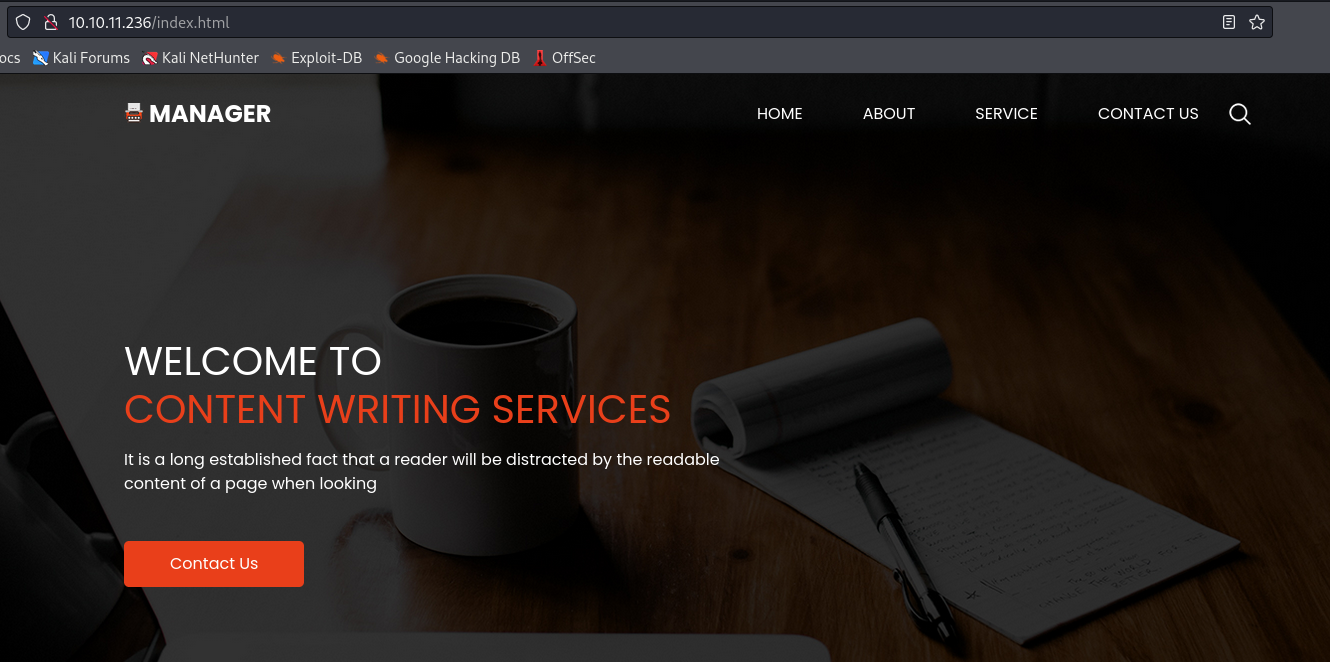 10.10.11.236/index.html
ocs Kali Forums Kali NetHunter Exploit-DB Google Hacking DB OffSec
MANAGER HOME ABOUT SERVICE CONTACT US
WELCOME TO
CONTENT WRITING SERVICES
It is a long established fact that a reader will be distracted by the readable
content of a page when looking
Contact Us